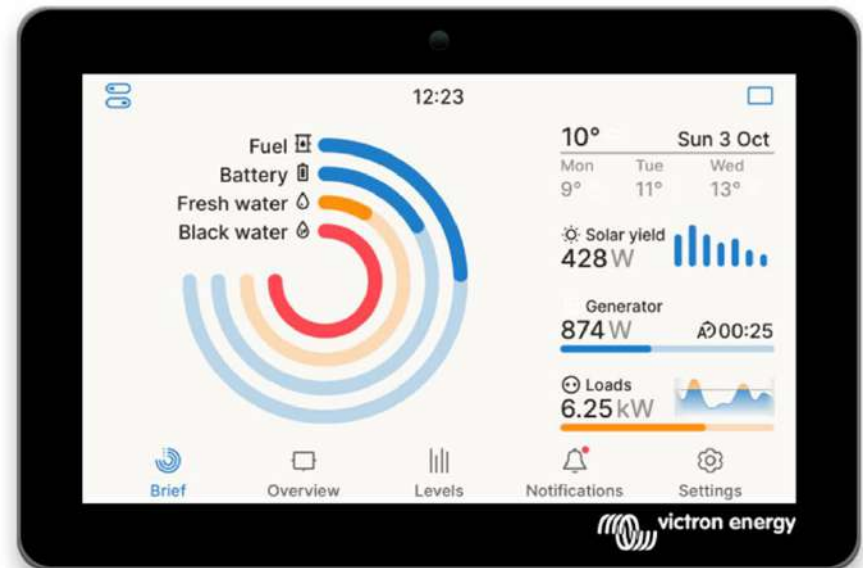 12:23
Fuel
Battery
Fresh water
Black water
10° Sun 3 Oct
Mon Tue Wed
9° 11° 13°
Solar yield
428 W
Generator
874 W A 00:25
Loads
6.25 kW
Brief Overview Levels Notifications Settings
victron energy